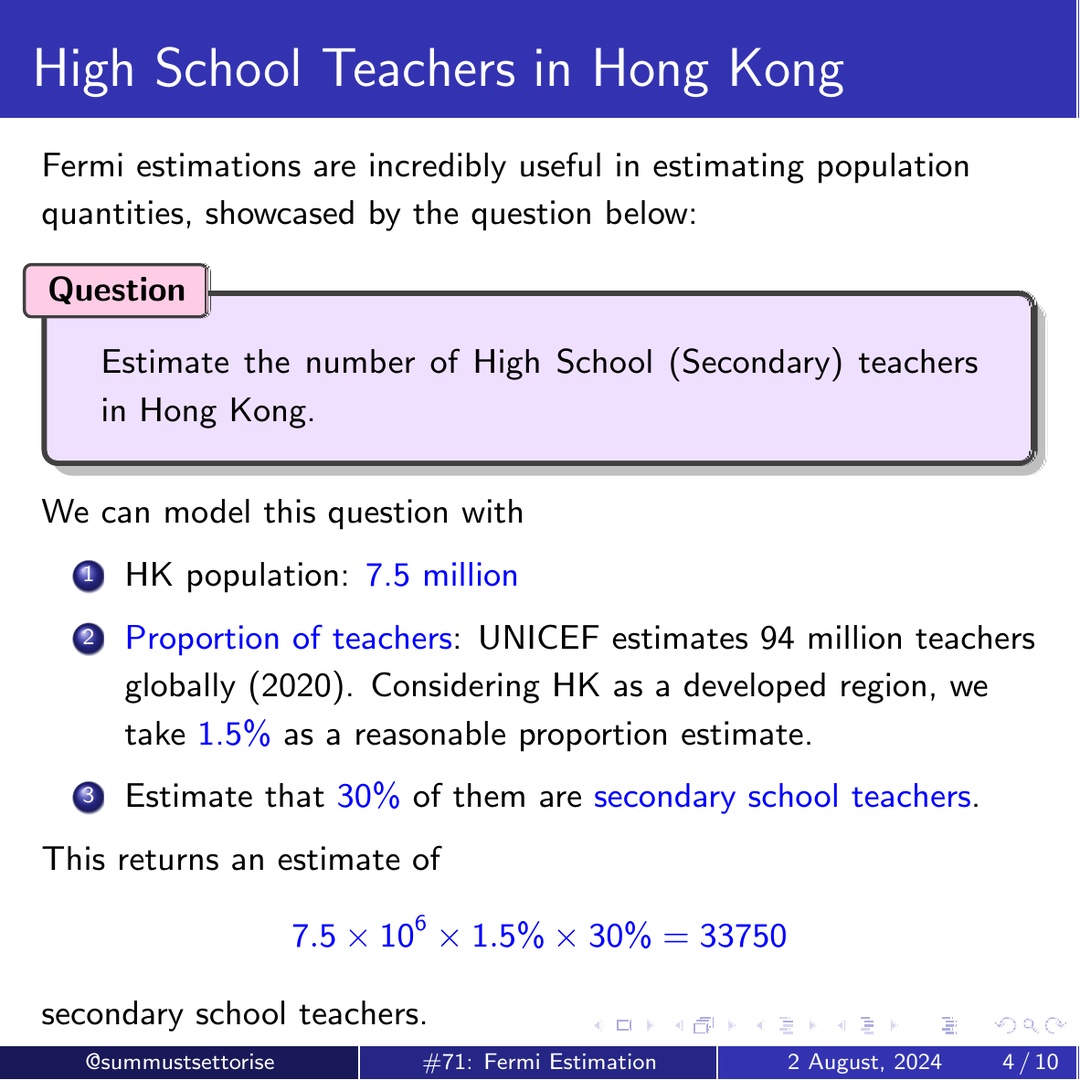 High School Teachers in Hong Kong
Fermi estimations are incredibly useful in estimating population
quantities, showcased by the question below:
Question
Estimate the number of High School (Secondary) teachers
in Hong Kong.
We can model this question with
1 HK population: 7.5 million
2 Proportion of teachers: UNICEF estimates 94 million teachers
globally (2020). Considering HK as a developed region, we
take 1.5% as a reasonable proportion estimate.
3 Estimate that 30% of them are secondary school teachers.
This returns an estimate of
7.5 × 10⁶ × 1.5% × 30% = 33750
secondary school teachers.
@summustsettorise #71: Fermi Estimation 2 August, 2024 4 / 10